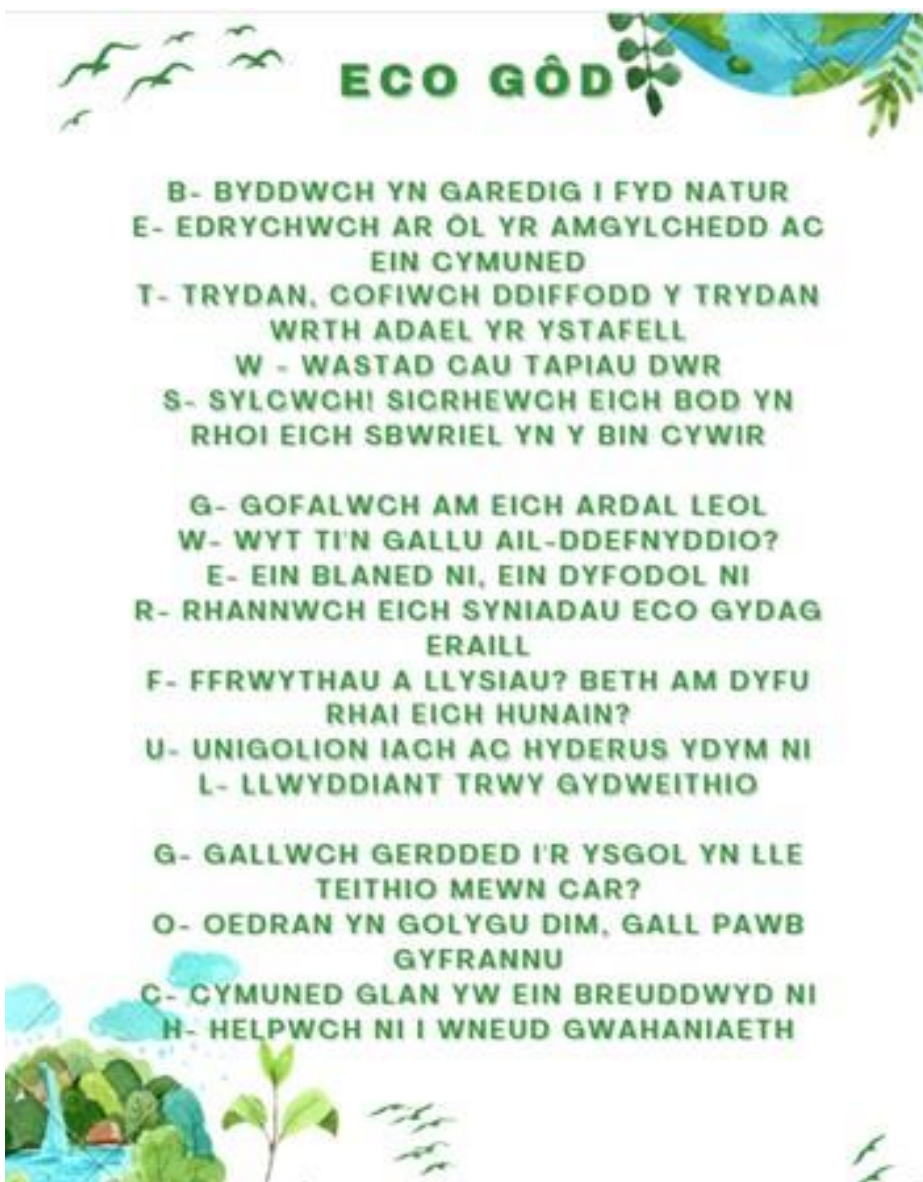 ECO GÔD
B- BYDDWCH YN GAREDIG I FYD NATUR
E- EDRYCHWCH AR ÔL YR AMGYLCHEDD AC
EIN CYMUNED
T- TRYDAN, COFIWCH DDIFFODD Y TRYDAN
WRTH ADAEL YR YSTAFELL
W - WASTAD CAU TAPIAU DWR
S- SYLCWCH! SICRHEWCH EICH BOD YN
RHOI EICH SBWRIEL YN Y BIN CYWIR
G- GOFALWCH AM EICH ARDAL LEOL
W- WYT TI'N GALLU AIL-DDEFNYDDIO?
E- EIN BLANED NI, EIN DYFODOL NI
R- RHANNWCH EICH SYNIADAU ECO GYDAG
ERAILL
F- FFRWYTHAU A LLYSIAU? BETH AM DYFU
RHAI EICH HUNAIN?
U- UNIGOLION IACH AC HYDERUS YDYM NI
L- LLWYDDIANT TRWY GYDWEITHIO
G- GALLWCH GERDDED I'R YSGOL YN LLE
TEITHIO MEWN CAR?
O- OEDRAN YN GOLYGU DIM, GALL PAWB
GYFRANNU
C- CYMUNED GLAN YW EIN BREUDDWYD NI
H- HELPWCH NI I WNEUD GWAHANIAETH